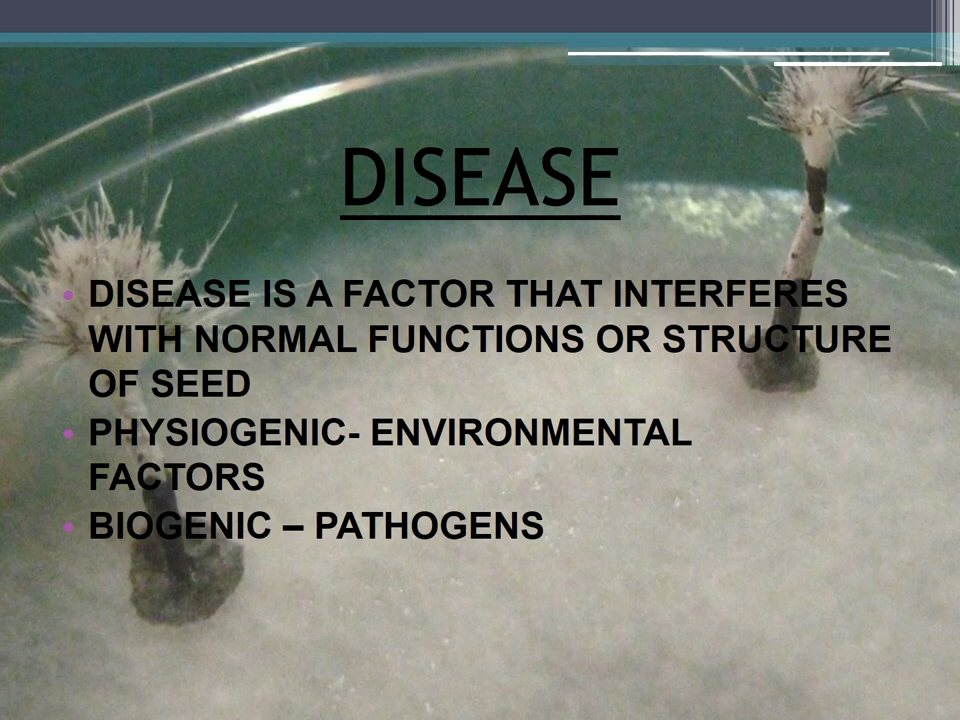 DISEASE
• DISEASE IS A FACTOR THAT INTERFERES
WITH NORMAL FUNCTIONS OR STRUCTURE
OF SEED
• PHYSIOGENIC- ENVIRONMENTAL
FACTORS
• BIOGENIC – PATHOGENS